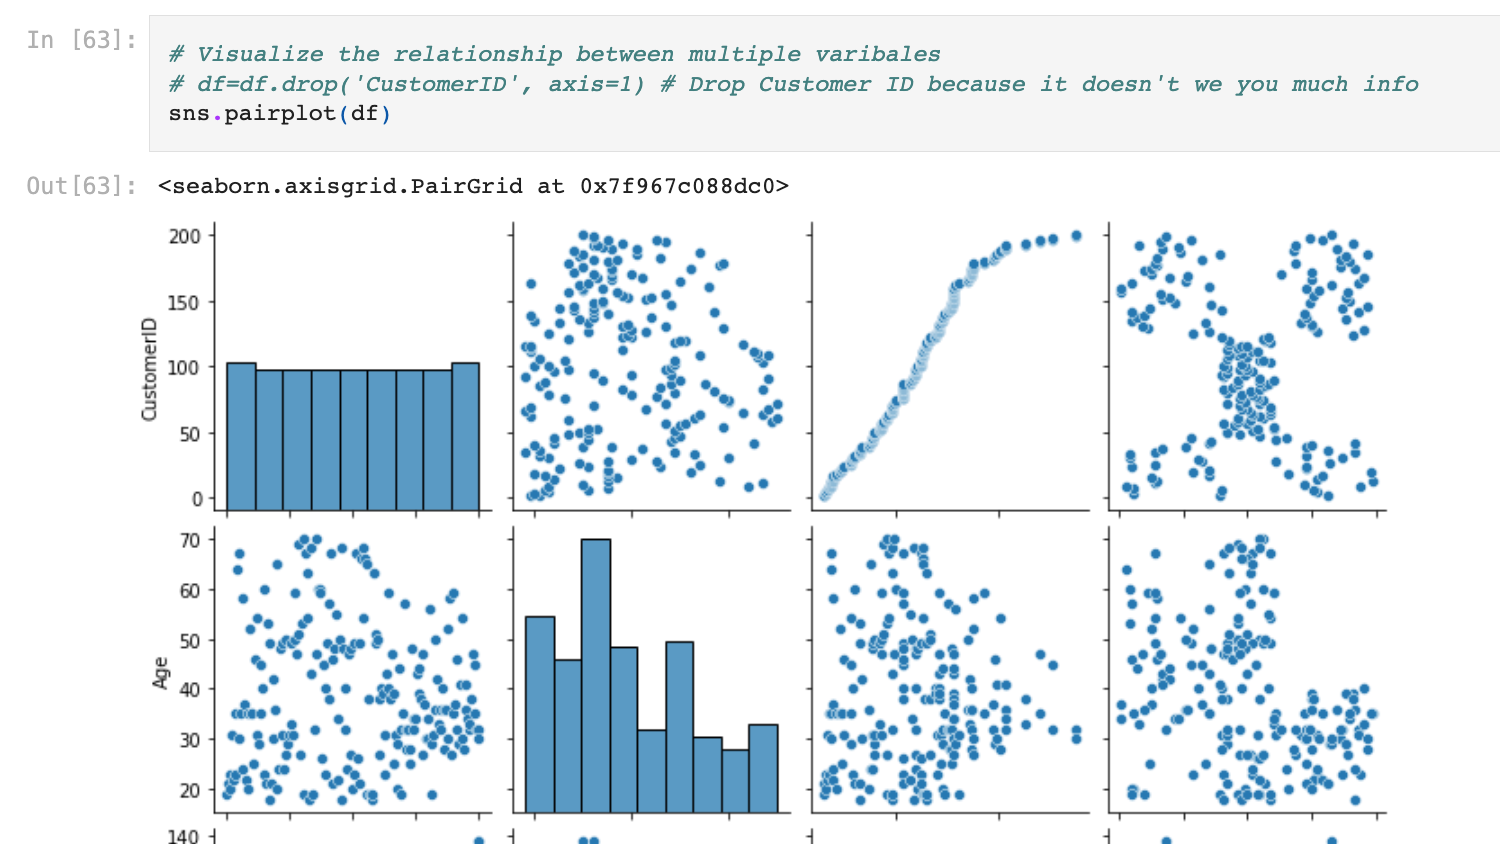 In [63]:
# Visualize the relationship between multiple varibales
# df=df.drop('CustomerID', axis=1) # Drop Customer ID because it doesn't we you much info
sns.pairplot(df)
Out[63]: <seaborn.axisgrid.PairGrid at 0x7f967c088dc0>
200
150
100
50
0
CustomerID
70
60
50
40
30
20
Age
140